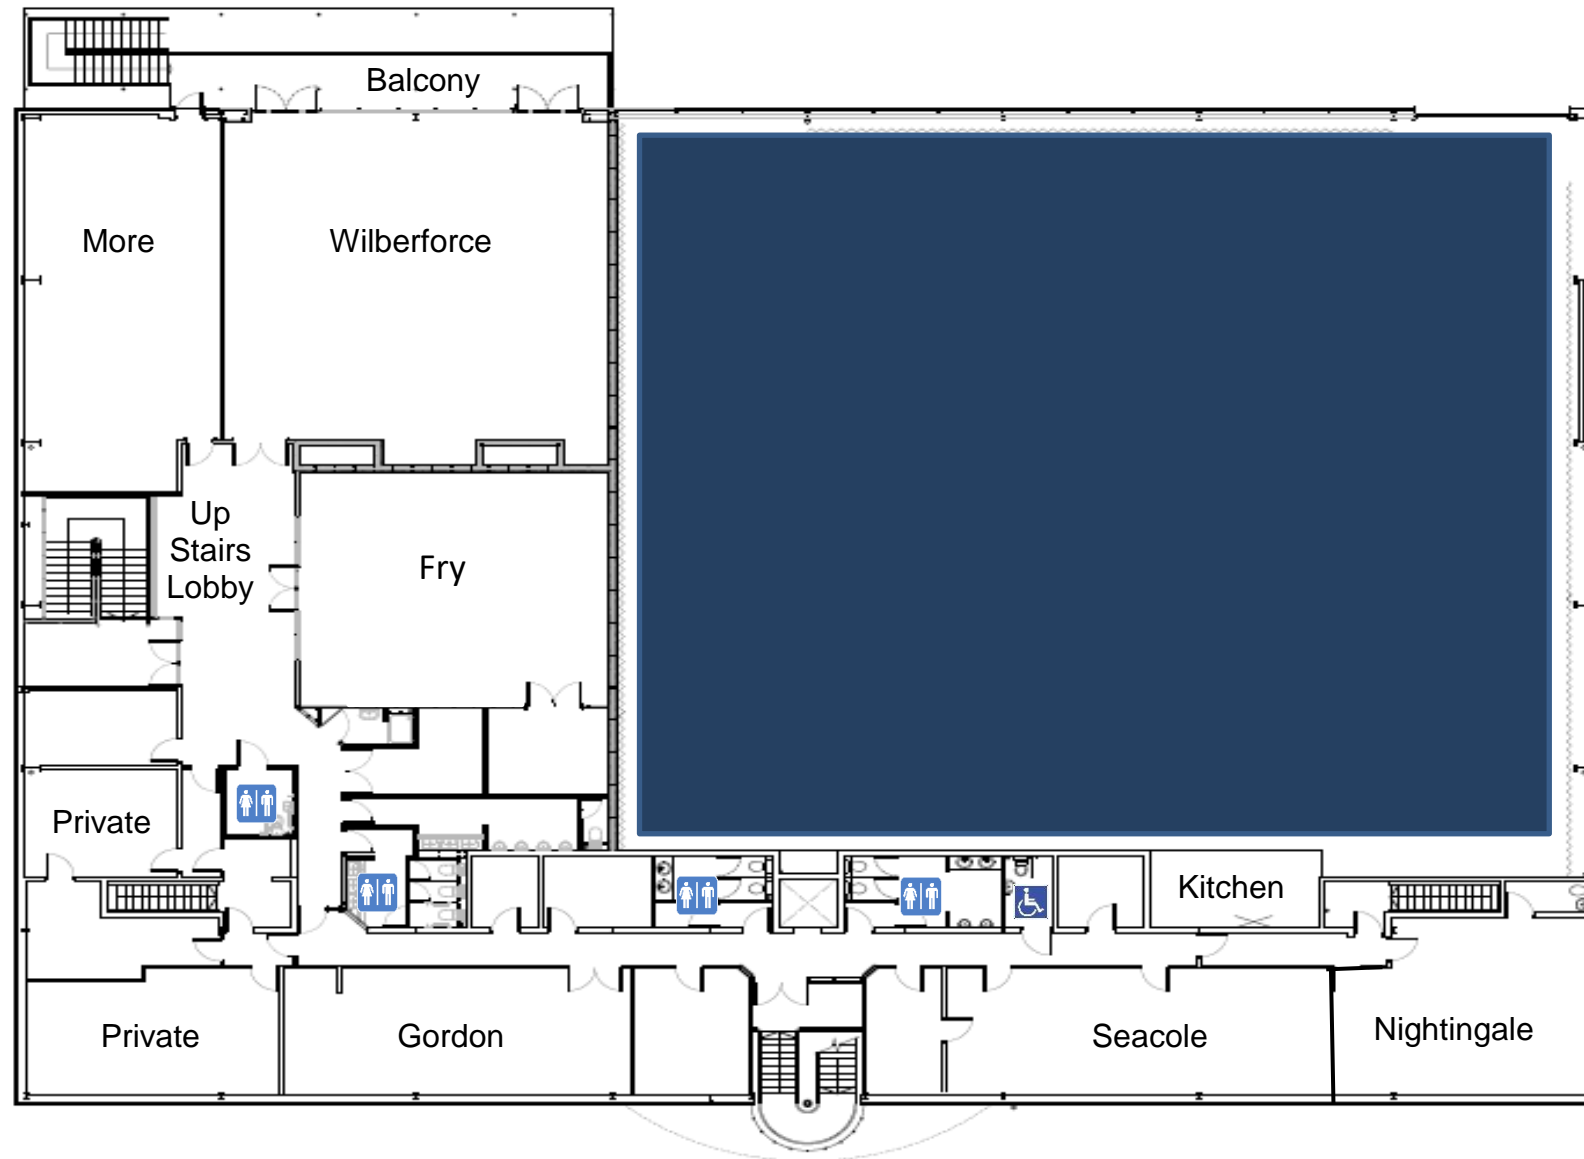 Balcony
More
Wilberforce
Up
Stairs
Lobby
Fry
Private
Kitchen
Private
Gordon
Seacole
Nightingale